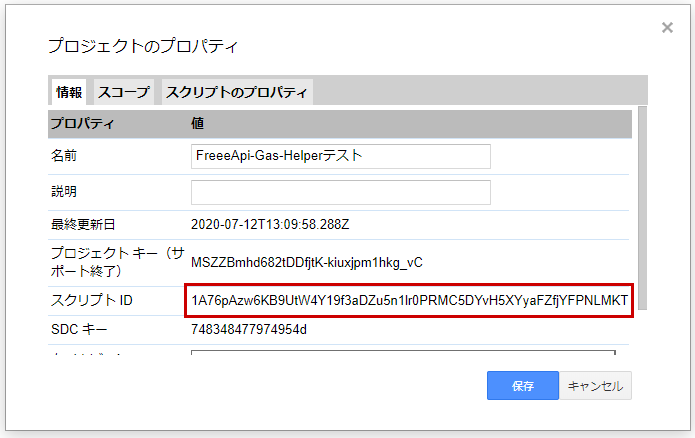 プロジェクトのプロパティ
情報 スコープ スクリプトのプロパティ
プロパティ 値
名前 FreeeApi-Gas-Helperテスト
説明
最終更新日 2020-07-12T13:09:58.288Z
プロジェクト キー（サポート終了） MSZZBmhd682tDDfjtK-kiuxjpm1hkg_vC
スクリプト ID 1A76pAzw6KB9UtW4Y19f3aDZu5n1lr0PRMC5DYvH5XYyaFZfjYFPNLMKT
SDC キー 748348477974954d
保存 キャンセル